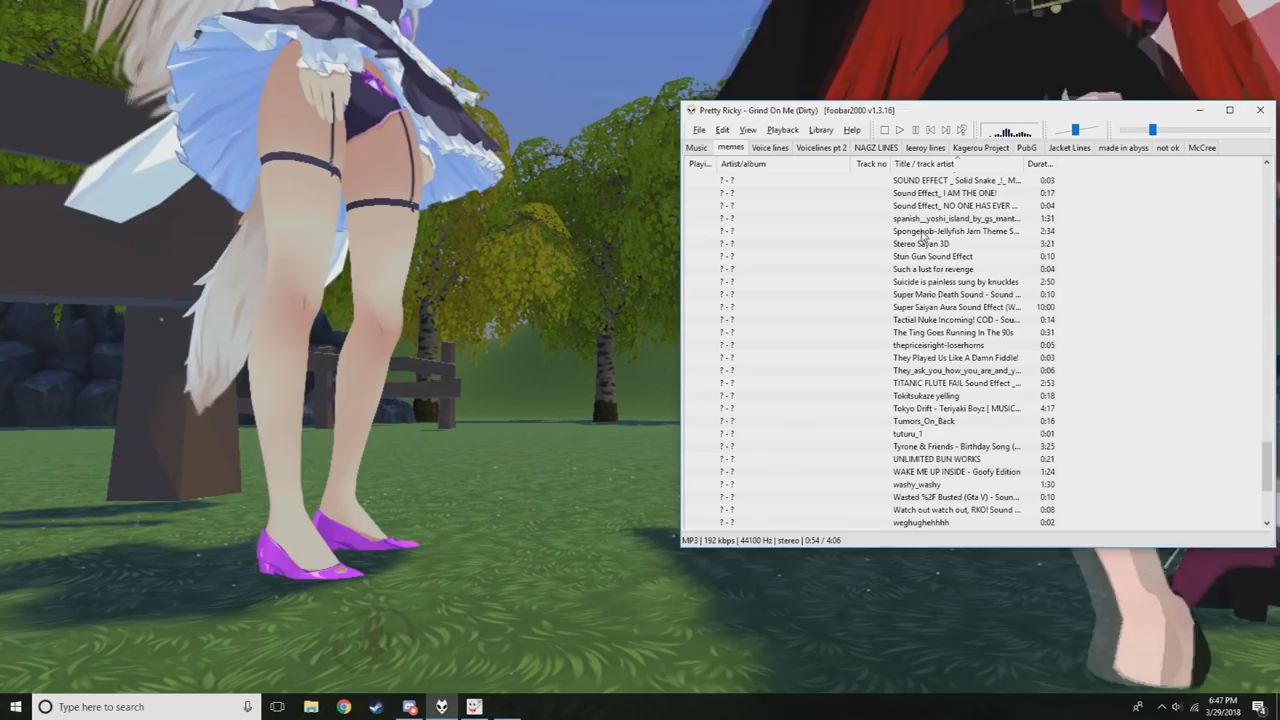 Pretty Ricky - Grind On Me (Dirty) [foobar2000 v1.3.16]
File Edit View Playback Library Help
Music memes Voice lines Voicelines pt 2 NAGZ LINES leeroy lines Kagerou Project PubG Jacket Lines made in abyss not ok McCree
Playi... Artist/album Track no Title / track artist Durat...
? - ? SOUND EFFECT _ Solid Snake _!_ M... 0:03
? - ? Sound Effect_ I AM THE ONE! 0:17
? - ? Sound Effect_ NO ONE HAS EVER ... 0:04
? - ? spanish__yoshi_island_by_gs_mant... 1:31
? - ? Spongebob-Jellyfish Jam Theme S... 2:34
? - ? Stereo Sayan 3D 3:21
? - ? Stun Gun Sound Effect 0:10
? - ? Such a lust for revenge 0:04
? - ? Suicide is painless sung by knuckles 2:50
? - ? Super Mario Death Sound - Sound ... 0:10
? - ? Super Saiyan Aura Sound Effect (W... 10:00
? - ? Tactial Nuke Incoming! COD - Sou... 0:14
? - ? The Ting Goes Running In The 90s 0:31
? - ? thepriceisright-loserhorns 0:05
? - ? They Played Us Like A Damn Fiddle! 0:03
? - ? They_ask_you_how_you_are_and_y... 0:06
? - ? TITANIC FLUTE FAIL Sound Effect _... 2:53
? - ? Tokitsukaze yelling 0:18
? - ? Tokyo Drift - Teriyaki Boyz [ MUSIC... 4:17
? - ? Tumors_On_Back 0:16
? - ? tuturu_1 0:01
? - ? Tyrone & Friends - Birthday Song (... 3:25
? - ? UNLIMITED BUN WORKS 0:21
? - ? WAKE ME UP INSIDE - Goofy Edition 1:24
? - ? washy_washy 1:30
? - ? Wasted %2F Busted (Gta V) - Soun... 0:10
? - ? Watch out watch out, RKO! Sound ... 0:08
? - ? weghughehhhh 0:02
MP3 | 192 kbps | 44100 Hz | stereo | 0:54 / 4:06
Type here to search
6:47 PM
3/29/2018
4